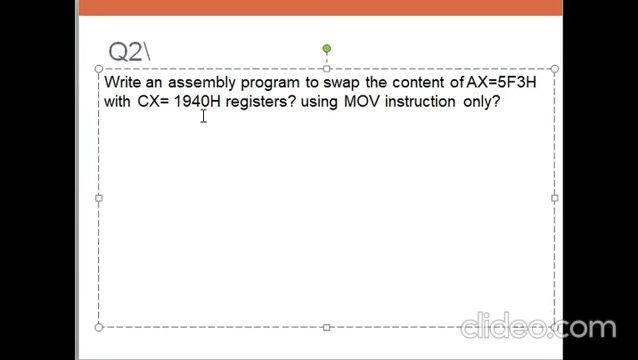 Q2\
Write an assembly program to swap the content of AX=5F3H
with CX= 1940H registers? using MOV instruction only?
clideo.com